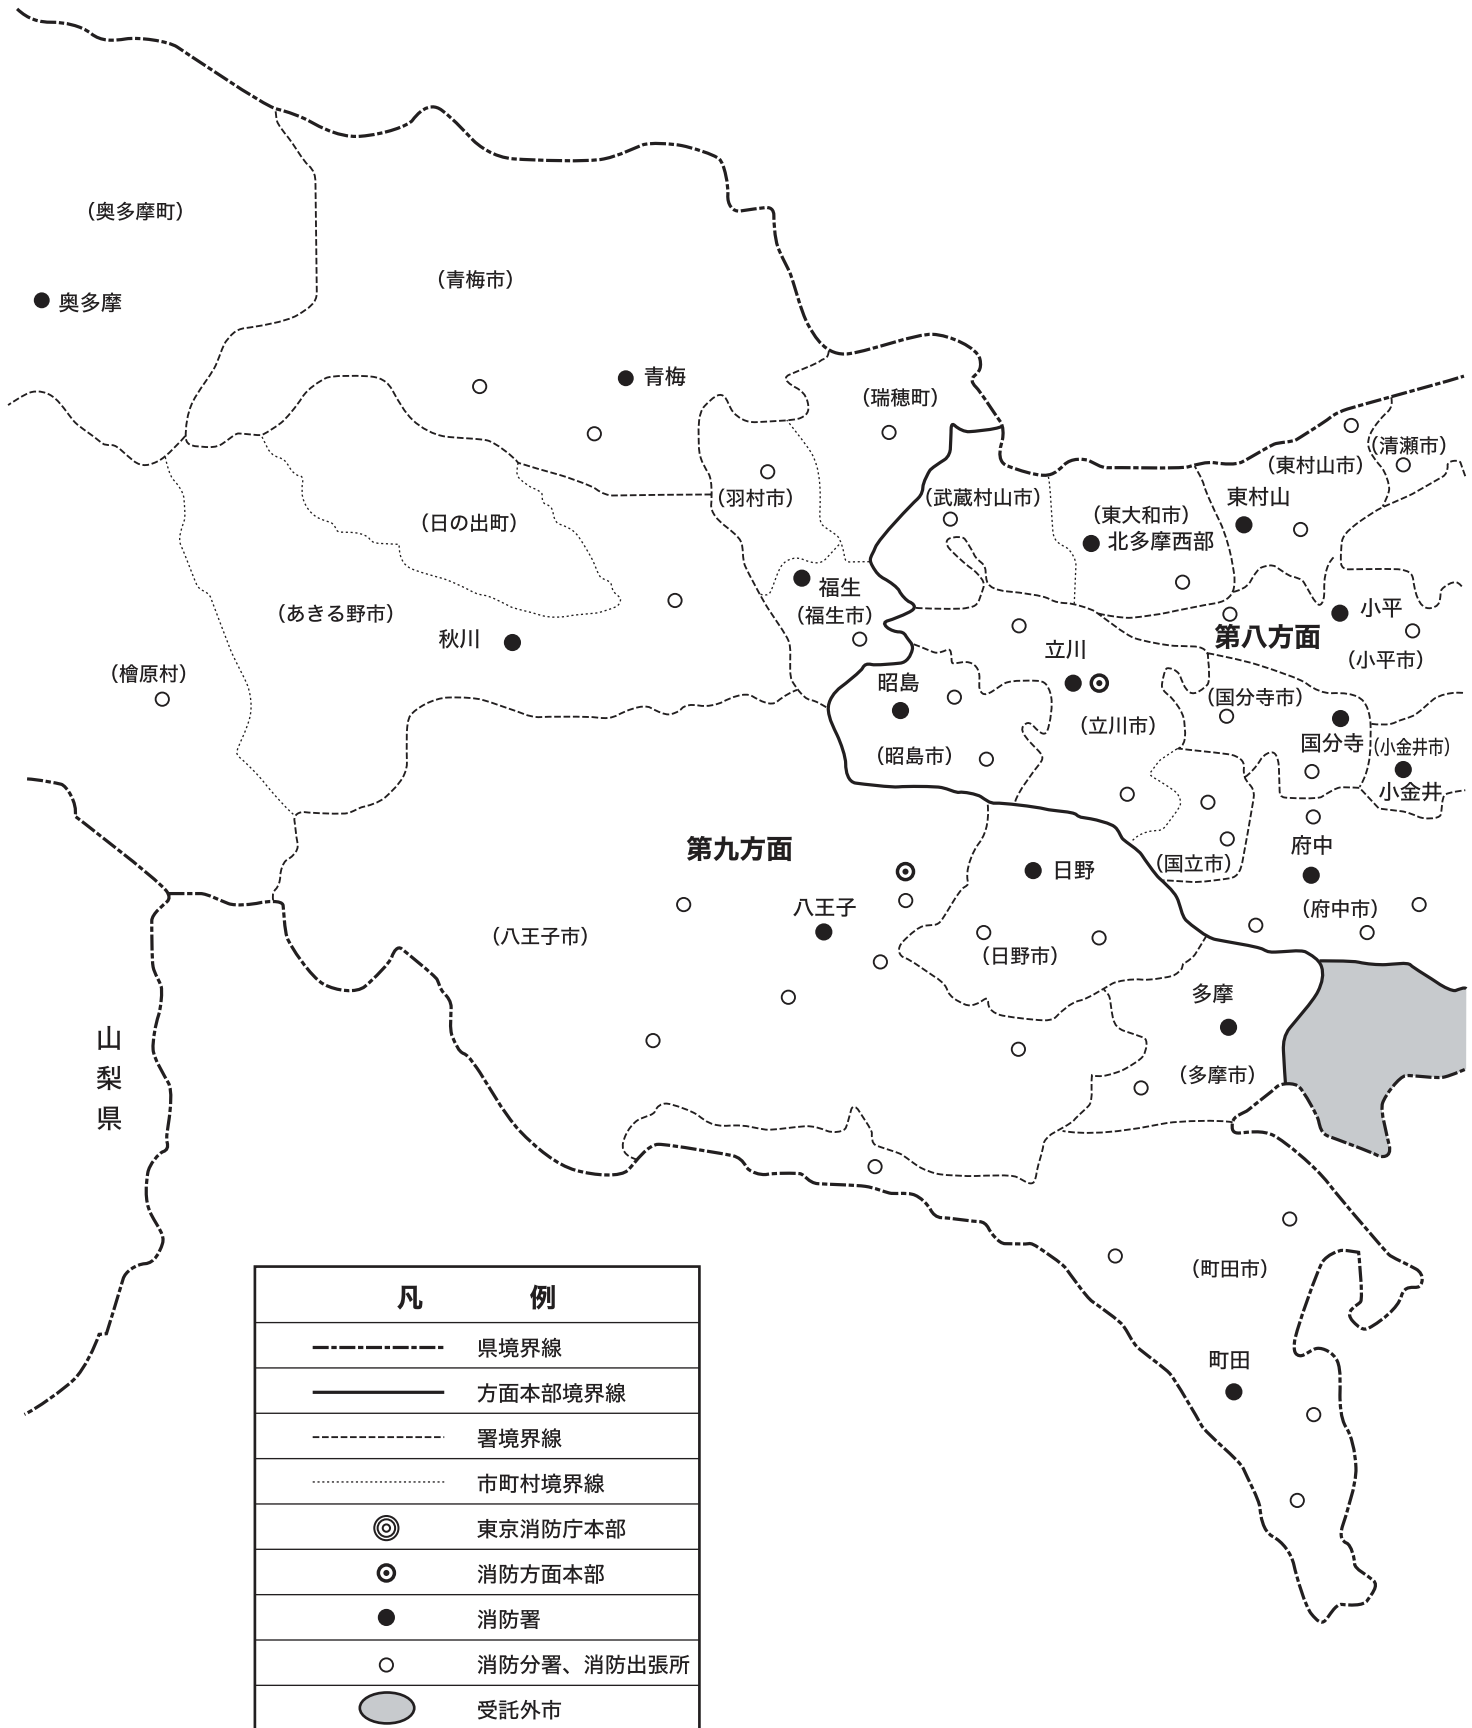 （奥多摩町）
奥多摩
（青梅市）
青梅
（瑞穂町）
（羽村市）
（武蔵村山市）
（東大和市）
北多摩西部
（清瀬市）
（東村山市）
東村山
（日の出町）
（あきる野市）
秋川
福生
（福生市）
（檜原村）
小平
第八方面
（小平市）
立川
昭島
（国分寺市）
（立川市）
（昭島市）
国分寺
（小金井市）
小金井
第九方面
府中
（国立市）
日野
八王子
（府中市）
（八王子市）
（日野市）
多摩
（多摩市）
山
梨
県
（町田市）
町田
凡　例
県境界線
方面本部境界線
署境界線
市町村境界線
東京消防庁本部
消防方面本部
消防署
消防分署、消防出張所
受託外市